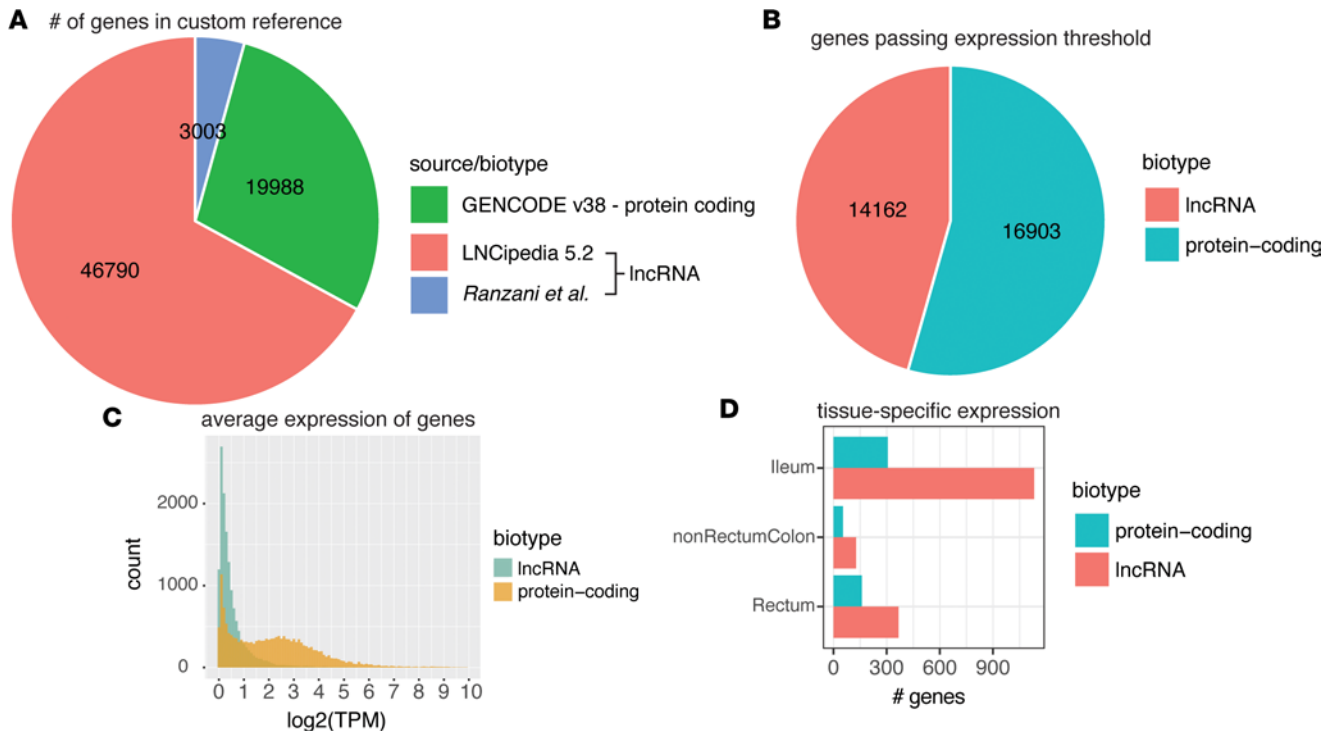 A # of genes in custom reference
3003
19988
46790
source/biotype
GENCODE v38 - protein coding
LNCipedia 5.2
Ranzani et al.
lncRNA
B
genes passing expression threshold
14162
16903
biotype
lncRNA
protein-coding
C average expression of genes
count
2000
1000
0
0 1 2 3 4 5 6 7 8 9 10
log2(TPM)
biotype
lncRNA
protein-coding
D tissue-specific expression
Ileum
nonRectumColon
Rectum
0 300 600 900
# genes
biotype
protein-coding
lncRNA